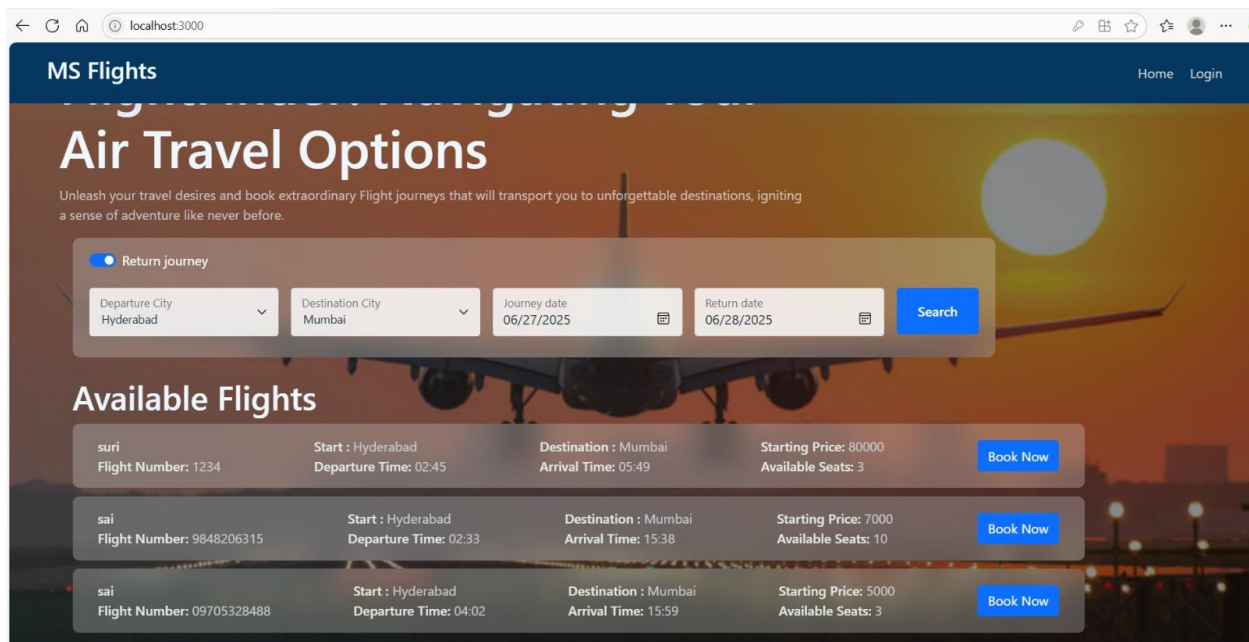 localhost:3000
MS Flights
Home Login
Air Travel Options
Unleash your travel desires and book extraordinary Flight journeys that will transport you to unforgettable destinations, igniting
a sense of adventure like never before.
Return journey
Departure City
Hyderabad
Destination City
Mumbai
Journey date
06/27/2025
Return date
06/28/2025
Search
Available Flights
suri
Flight Number: 1234
Start : Hyderabad
Departure Time: 02:45
Destination : Mumbai
Arrival Time: 05:49
Starting Price: 80000
Available Seats: 3
Book Now
sai
Flight Number: 9848206315
Start : Hyderabad
Departure Time: 02:33
Destination : Mumbai
Arrival Time: 15:38
Starting Price: 7000
Available Seats: 10
Book Now
sai
Flight Number: 09705328488
Start : Hyderabad
Departure Time: 04:02
Destination : Mumbai
Arrival Time: 15:59
Starting Price: 5000
Available Seats: 3
Book Now